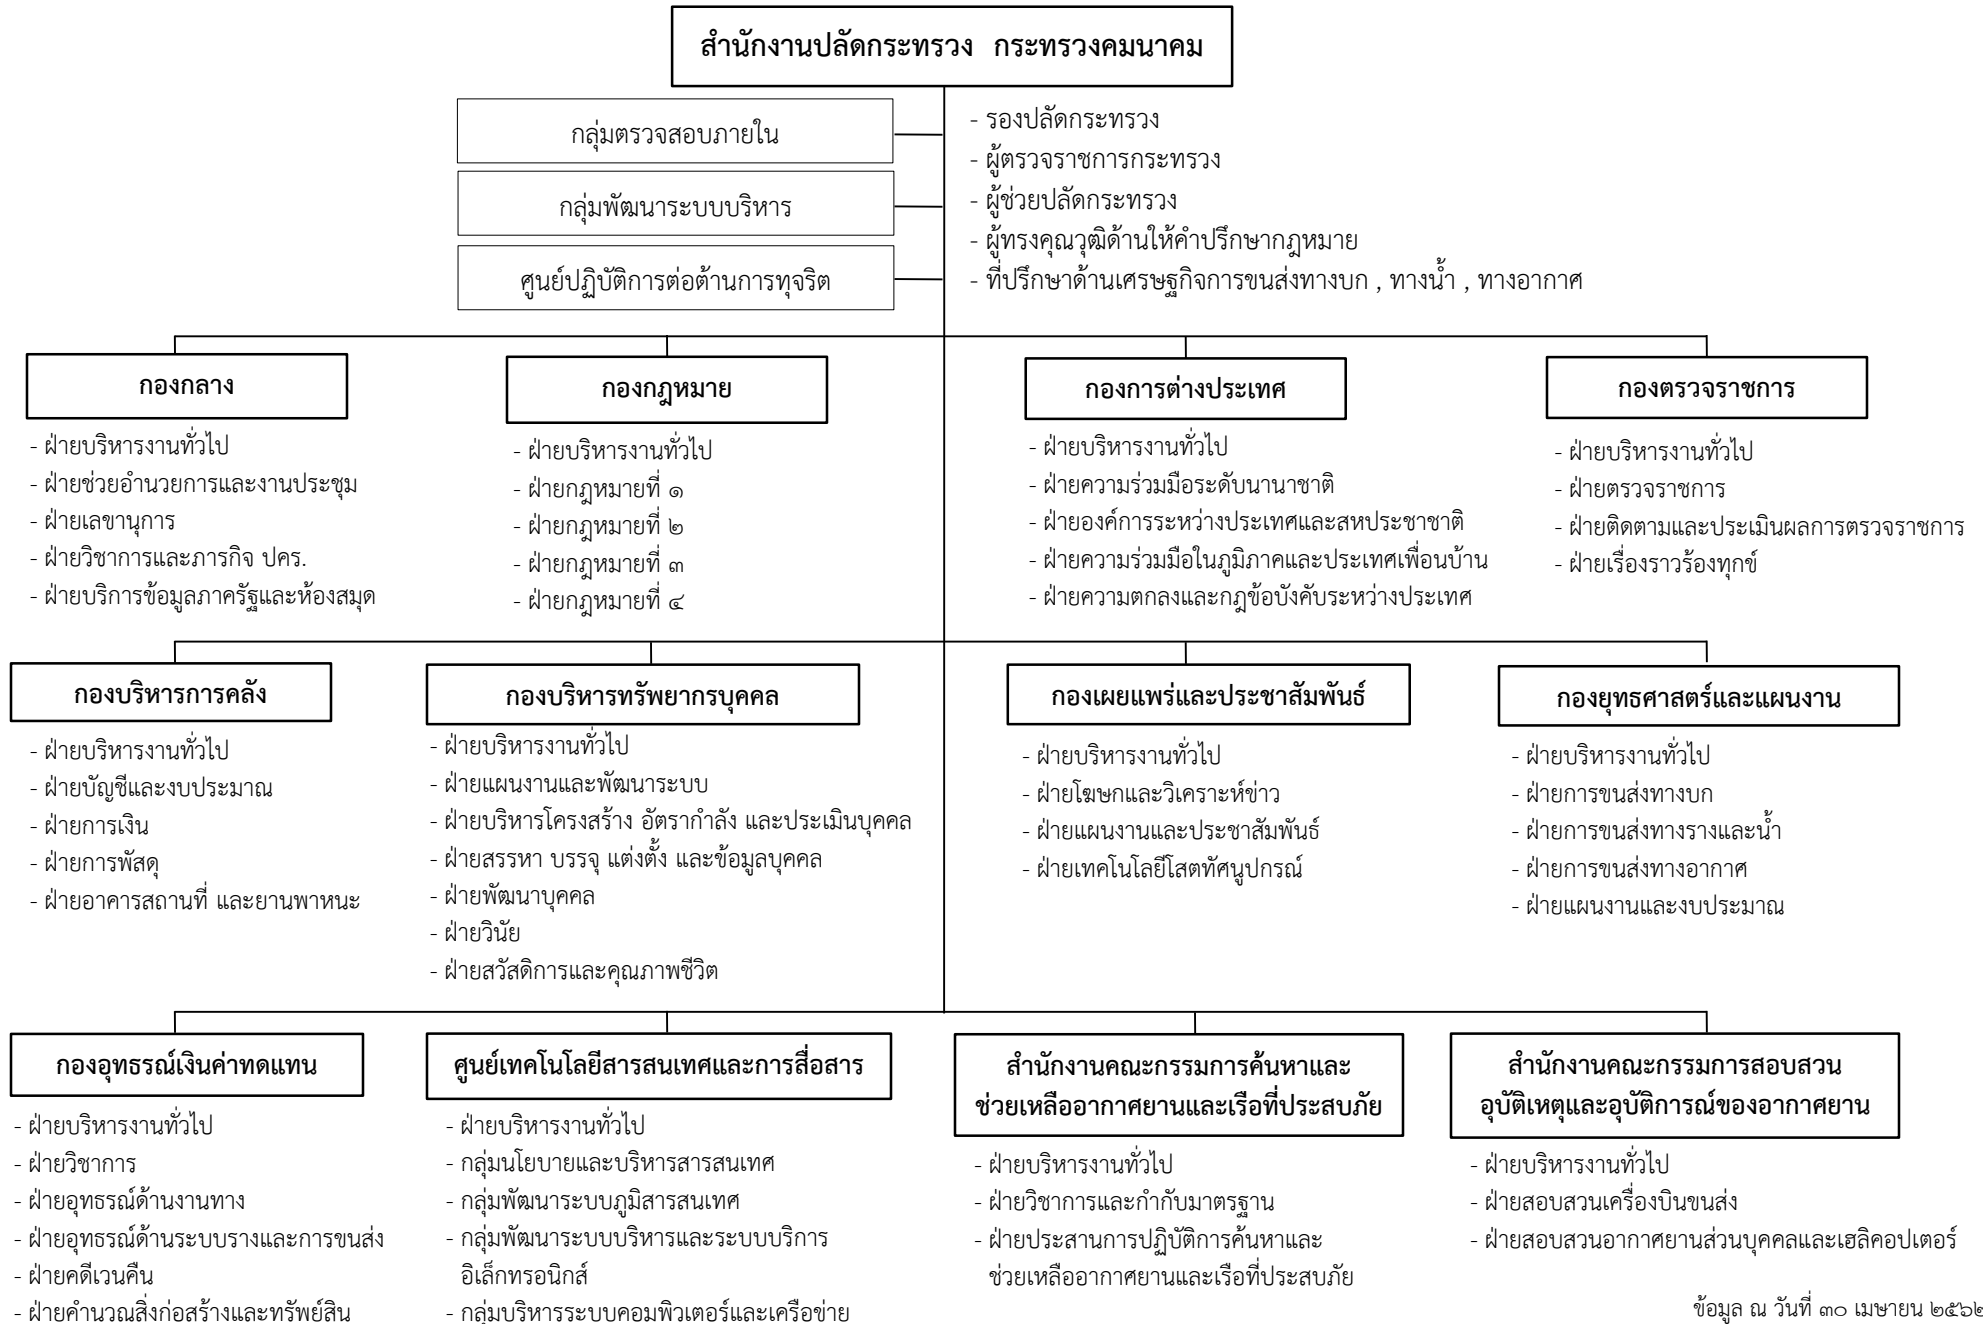 สำนักงานปลัดกระทรวง กระทรวงคมนาคม
กลุ่มตรวจสอบภายใน
กลุ่มพัฒนาระบบบริหาร
ศูนย์ปฏิบัติการต่อต้านการทุจริต
- รองปลัดกระทรวง
- ผู้ตรวจราชการกระทรวง
- ผู้ช่วยปลัดกระทรวง
- ผู้ทรงคุณวุฒิด้านให้คำปรึกษากฎหมาย
- ที่ปรึกษาด้านเศรษฐกิจการขนส่งทางบก , ทางน้ำ , ทางอากาศ
กองกลาง
- ฝ่ายบริหารงานทั่วไป
- ฝ่ายช่วยอำนวยการและงานประชุม
- ฝ่ายเลขานุการ
- ฝ่ายวิชาการและภารกิจ ปคร.
- ฝ่ายบริการข้อมูลภาครัฐและห้องสมุด
กองกฎหมาย
- ฝ่ายบริหารงานทั่วไป
- ฝ่ายกฎหมายที่ ๑
- ฝ่ายกฎหมายที่ ๒
- ฝ่ายกฎหมายที่ ๓
- ฝ่ายกฎหมายที่ ๔
กองการต่างประเทศ
- ฝ่ายบริหารงานทั่วไป
- ฝ่ายความร่วมมือระดับนานาชาติ
- ฝ่ายองค์การระหว่างประเทศและสหประชาชาติ
- ฝ่ายความร่วมมือในภูมิภาคและประเทศเพื่อนบ้าน
- ฝ่ายความตกลงและกฎข้อบังคับระหว่างประเทศ
กองตรวจราชการ
- ฝ่ายบริหารงานทั่วไป
- ฝ่ายตรวจราชการ
- ฝ่ายติดตามและประเมินผลการตรวจราชการ
- ฝ่ายเรื่องราวร้องทุกข์
กองบริหารการคลัง
- ฝ่ายบริหารงานทั่วไป
- ฝ่ายบัญชีและงบประมาณ
- ฝ่ายการเงิน
- ฝ่ายการพัสดุ
- ฝ่ายอาคารสถานที่ และยานพาหนะ
กองบริหารทรัพยากรบุคคล
- ฝ่ายบริหารงานทั่วไป
- ฝ่ายแผนงานและพัฒนาระบบ
- ฝ่ายบริหารโครงสร้าง อัตรากำลัง และประเมินบุคคล
- ฝ่ายสรรหา บรรจุ แต่งตั้ง และข้อมูลบุคคล
- ฝ่ายพัฒนาบุคคล
- ฝ่ายวินัย
- ฝ่ายสวัสดิการและคุณภาพชีวิต
กองเผยแพร่และประชาสัมพันธ์
- ฝ่ายบริหารงานทั่วไป
- ฝ่ายโฆษกและวิเคราะห์ข่าว
- ฝ่ายแผนงานและประชาสัมพันธ์
- ฝ่ายเทคโนโลยีโสตทัศนูปกรณ์
กองยุทธศาสตร์และแผนงาน
- ฝ่ายบริหารงานทั่วไป
- ฝ่ายการขนส่งทางบก
- ฝ่ายการขนส่งทางรางและน้ำ
- ฝ่ายการขนส่งทางอากาศ
- ฝ่ายแผนงานและงบประมาณ
กองอุทธรณ์เงินค่าทดแทน
- ฝ่ายบริหารงานทั่วไป
- ฝ่ายวิชาการ
- ฝ่ายอุทธรณ์ด้านงานทาง
- ฝ่ายอุทธรณ์ด้านระบบรางและการขนส่ง
- ฝ่ายคดีเวนคืน
- ฝ่ายคำนวณสิ่งก่อสร้างและทรัพย์สิน
ศูนย์เทคโนโลยีสารสนเทศและการสื่อสาร
- ฝ่ายบริหารงานทั่วไป
- กลุ่มนโยบายและบริหารสารสนเทศ
- กลุ่มพัฒนาระบบภูมิสารสนเทศ
- กลุ่มพัฒนาระบบบริหารและระบบบริการ
อิเล็กทรอนิกส์
- กลุ่มบริหารระบบคอมพิวเตอร์และเครือข่าย
สำนักงานคณะกรรมการค้นหาและ
ช่วยเหลืออากาศยานและเรือที่ประสบภัย
- ฝ่ายบริหารงานทั่วไป
- ฝ่ายวิชาการและกำกับมาตรฐาน
- ฝ่ายประสานการปฏิบัติการค้นหาและ
ช่วยเหลืออากาศยานและเรือที่ประสบภัย
สำนักงานคณะกรรมการสอบสวน
อุบัติเหตุและอุบัติการณ์ของอากาศยาน
- ฝ่ายบริหารงานทั่วไป
- ฝ่ายสอบสวนเครื่องบินขนส่ง
- ฝ่ายสอบสวนอากาศยานส่วนบุคคลและเฮลิคอปเตอร์
ข้อมูล ณ วันที่ ๓๐ เมษายน ๒๕๖๒